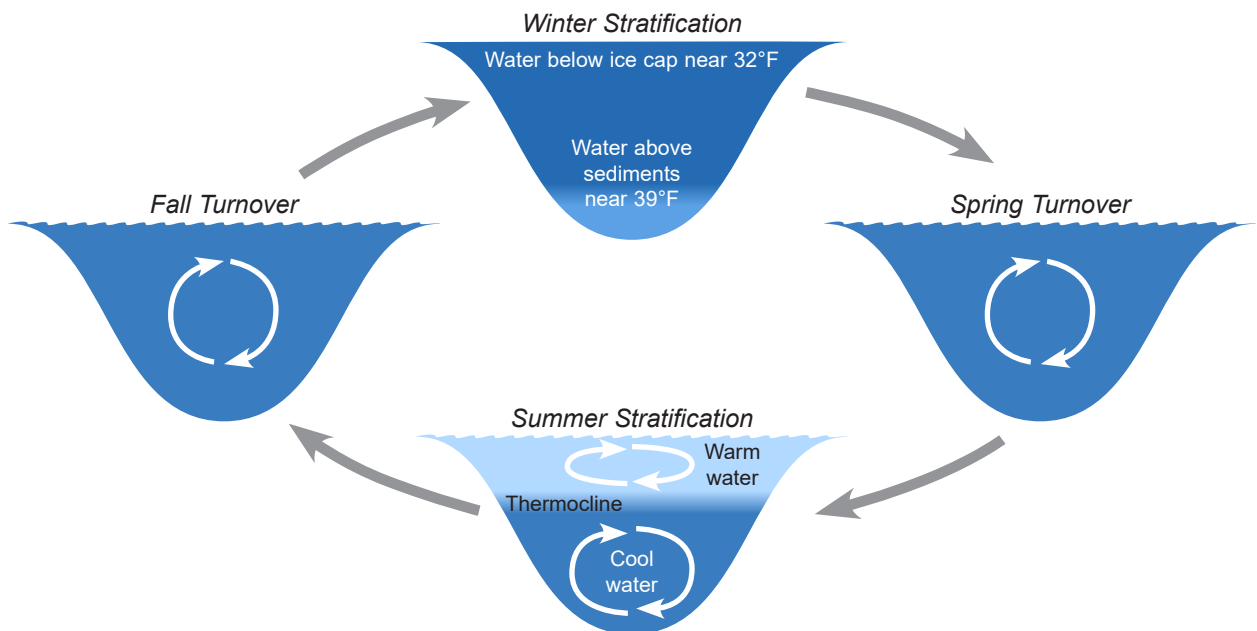 Winter Stratification
Water below ice cap near 32°F
Water above
sediments
near 39°F
Fall Turnover
Spring Turnover
Summer Stratification
Warm
water
Thermocline
Cool
water